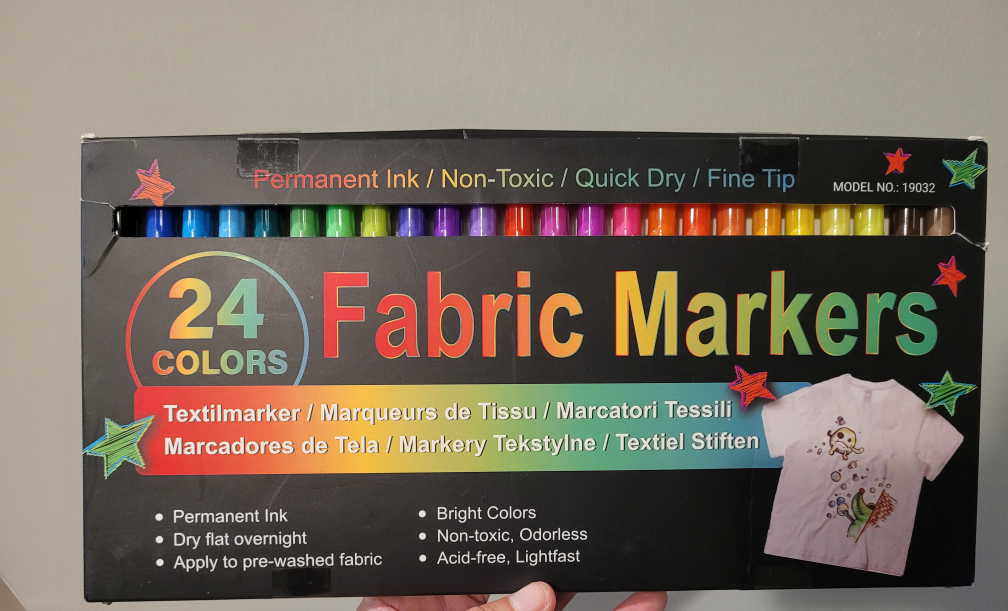 Permanent Ink / Non-Toxic / Quick Dry / Fine Tip
MODEL NO.: 19032
24
COLORS
Fabric Markers
Textilmarker / Marqueurs de Tissu / Marcatori Tessili
Marcadores de Tela / Markery Tekstylne / Textiel Stiften
• Permanent Ink
• Dry flat overnight
• Apply to pre-washed fabric
• Bright Colors
• Non-toxic, Odorless
• Acid-free, Lightfast